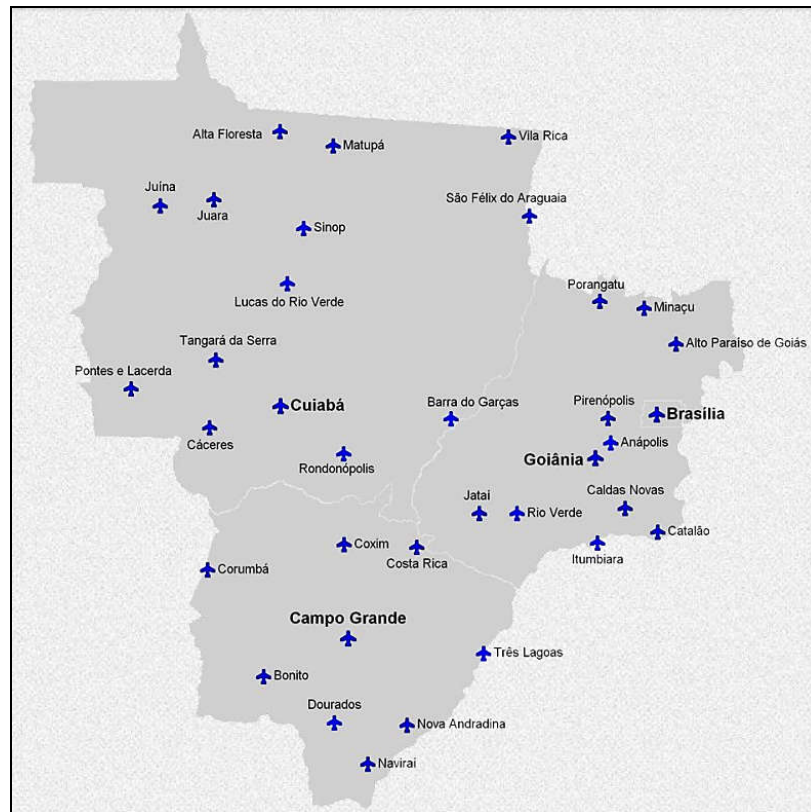 Alta Floresta
Matupá
Vila Rica
Juína
Juara
São Félix do Araguaia
Sinop
Lucas do Rio Verde
Porangatu
Minaçu
Alto Paraíso de Goiás
Tangará da Serra
Pontes e Lacerda
Cuiabá
Barra do Garças
Pirenópolis
Brasília
Cáceres
Anápolis
Goiânia
Rondonópolis
Jataí
Rio Verde
Caldas Novas
Catalão
Itumbiara
Coxim
Costa Rica
Corumbá
Campo Grande
Três Lagoas
Bonito
Dourados
Nova Andradina
Naviraí